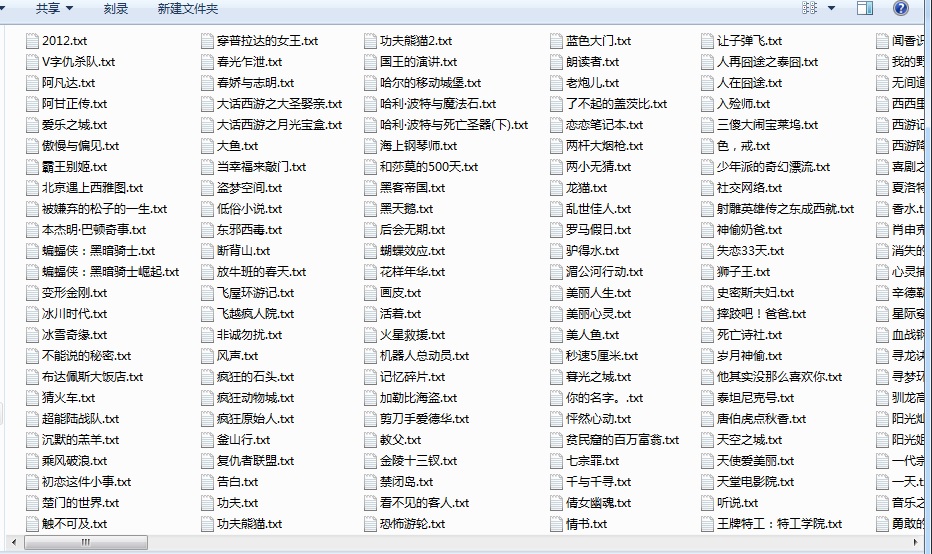 共享 刻录 新建文件夹
2012.txt
V字仇杀队.txt
阿凡达.txt
阿甘正传.txt
爱乐之城.txt
傲慢与偏见.txt
霸王别姬.txt
北京遇上西雅图.txt
被嫌弃的松子的一生.txt
本杰明·巴顿奇事.txt
蝙蝠侠：黑暗骑士.txt
蝙蝠侠：黑暗骑士崛起.txt
变形金刚.txt
冰川时代.txt
冰雪奇缘.txt
不能说的秘密.txt
布达佩斯大饭店.txt
猜火车.txt
超能陆战队.txt
沉默的羔羊.txt
乘风破浪.txt
初恋这件小事.txt
楚门的世界.txt
触不可及.txt
穿普拉达的女王.txt
春光乍泄.txt
春娇与志明.txt
大话西游之大圣娶亲.txt
大话西游之月光宝盒.txt
大鱼.txt
当幸福来敲门.txt
盗梦空间.txt
低俗小说.txt
东邪西毒.txt
断背山.txt
放牛班的春天.txt
飞屋环游记.txt
飞越疯人院.txt
非诚勿扰.txt
风声.txt
疯狂的石头.txt
疯狂动物城.txt
疯狂原始人.txt
釜山行.txt
复仇者联盟.txt
告白.txt
功夫.txt
功夫熊猫.txt
功夫熊猫2.txt
国王的演讲.txt
哈尔的移动城堡.txt
哈利·波特与魔法石.txt
哈利·波特与死亡圣器(下).txt
海上钢琴师.txt
和莎莫的500天.txt
黑客帝国.txt
黑天鹅.txt
后会无期.txt
蝴蝶效应.txt
花样年华.txt
画皮.txt
活着.txt
火星救援.txt
机器人总动员.txt
记忆碎片.txt
加勒比海盗.txt
剪刀手爱德华.txt
教父.txt
金陵十三钗.txt
禁闭岛.txt
看不见的客人.txt
恐怖游轮.txt
蓝色大门.txt
朗读者.txt
老炮儿.txt
了不起的盖茨比.txt
恋恋笔记本.txt
两杆大烟枪.txt
两小无猜.txt
龙猫.txt
乱世佳人.txt
罗马假日.txt
驴得水.txt
湄公河行动.txt
美丽人生.txt
美丽心灵.txt
美人鱼.txt
秒速5厘米.txt
暮光之城.txt
你的名字。.txt
怦然心动.txt
贫民窟的百万富翁.txt
七宗罪.txt
千与千寻.txt
倩女幽魂.txt
情书.txt
让子弹飞.txt
人再囧途之泰囧.txt
人在囧途.txt
入殓师.txt
三傻大闹宝莱坞.txt
色，戒.txt
少年派的奇幻漂流.txt
社交网络.txt
射雕英雄传之东成西就.txt
神偷奶爸.txt
失恋33天.txt
狮子王.txt
史密斯夫妇.txt
摔跤吧！爸爸.txt
死亡诗社.txt
岁月神偷.txt
他其实没那么喜欢你.txt
泰坦尼克号.txt
唐伯虎点秋香.txt
天空之城.txt
天使爱美丽.txt
天堂电影院.txt
听说.txt
王牌特工：特工学院.txt
闻香识
我的野
无间道
西西里
西游记
西游降
喜剧之
夏洛特
香水.t
肖申克
消失的
心灵捕
辛德勒
星际穿
血战钢
寻龙诀
寻梦环
驯龙高
阳光灿
阳光姐
一代宗
一天.t
音乐之
勇敢的